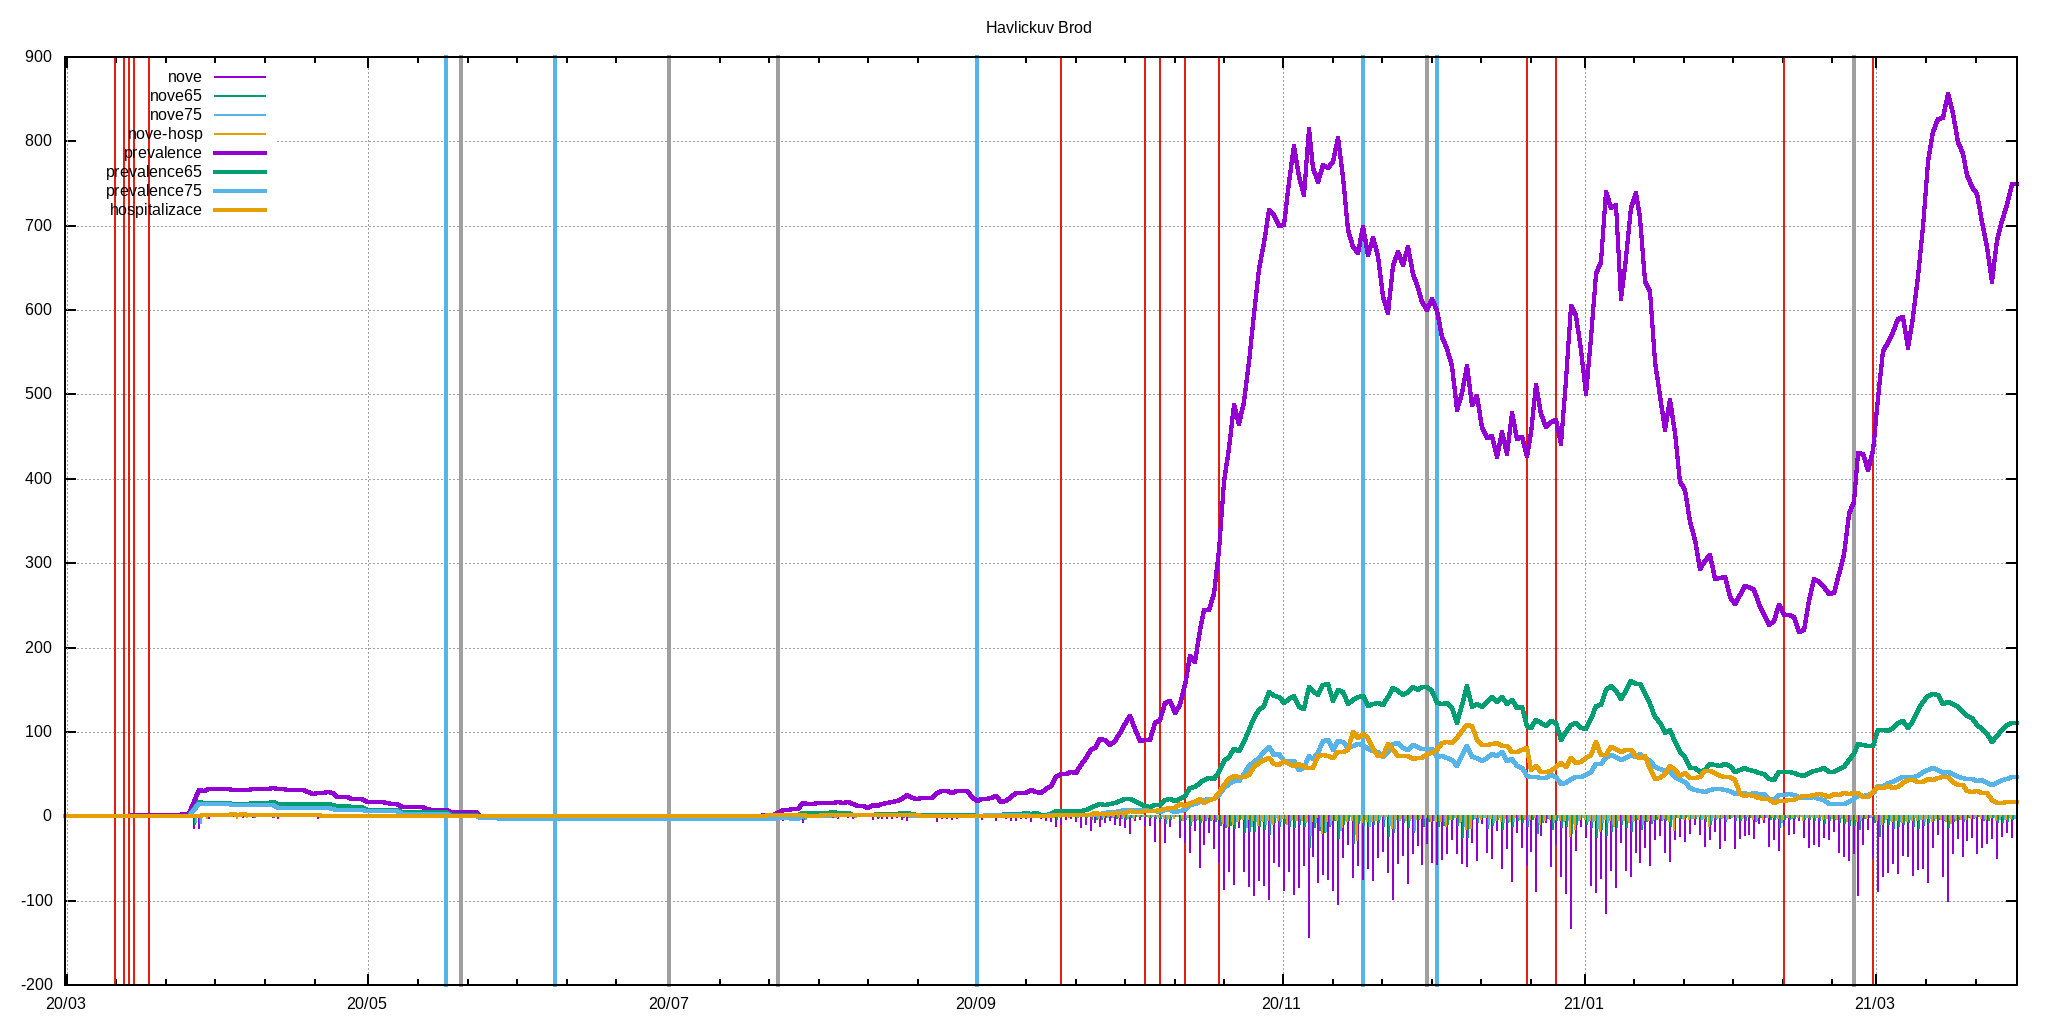 Havlickuv Brod
900
800
700
600
500
400
300
200
100
0
-100
-200
nove
nove65
nove75
nove-hosp
prevalence
prevalence65
prevalence75
hospitalizace
20/03 20/05 20/07 20/09 20/11 21/01 21/03